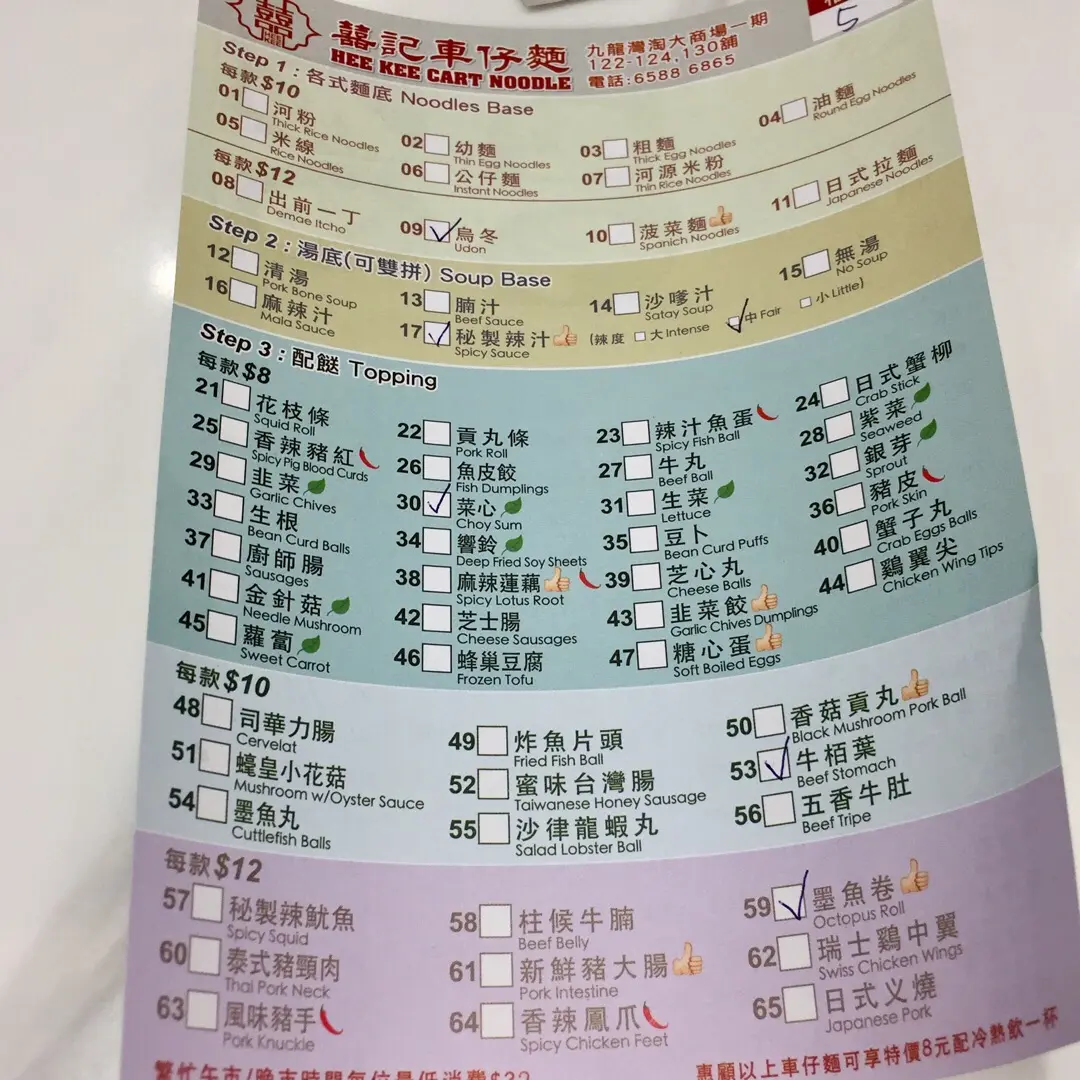 囍
囍記車仔麵
HEE KEE CART NOODLE
九龍灣淘大商場一期
122-124,130舖
電話:6588 6865
5
Step 1 : 各式麵底 Noodles Base
每款$10
01 河粉 Thick Rice Noodles
02 幼麵 Thin Egg Noodles
03 粗麵 Thick Egg Noodles
04 油麵 Round Egg Noodles
05 米線 Rice Noodles
06 公仔麵 Instant Noodles
07 河源米粉 Thin Rice Noodles
每款$12
08 出前一丁 Demae Itcho
09 烏冬 Udon
10 菠菜麵 Spanich Noodles
11 日式拉麵 Japanese Noodles
Step 2 : 湯底(可雙拼) Soup Base
12 清湯 Pork Bone Soup
13 腩汁 Beef Sauce
14 沙嗲汁 Satay Soup
15 無湯 No Soup
16 麻辣汁 Mala Sauce
17 秘製辣汁 Spicy Sauce
(辣度 大 Intense 中 Fair 小 Little)
Step 3 : 配餸 Topping
每款$8
21 花枝條 Squid Roll
22 貢丸條 Pork Roll
23 辣汁魚蛋 Spicy Fish Ball
24 日式蟹柳 Crab Stick
25 香辣豬紅 Spicy Pig Blood Curds
26 魚皮餃 Fish Dumplings
27 牛丸 Beef Ball
28 紫菜 Seaweed
29 韭菜 Garlic Chives
30 菜心 Choy Sum
31 生菜 Lettuce
32 銀芽 Sprout
33 生根 Bean Curd Balls
34 響鈴 Deep Fried Soy Sheets
35 豆卜 Bean Curd Puffs
36 豬皮 Pork Skin
37 廚師腸 Sausages
38 麻辣蓮藕 Spicy Lotus Root
39 芝心丸 Cheese Balls
40 蟹子丸 Crab Eggs Balls
41 金針菇 Needle Mushroom
42 芝士腸 Cheese Sausages
43 韭菜餃 Garlic Chives Dumplings
44 鷄翼尖 Chicken Wing Tips
45 蘿蔔 Sweet Carrot
46 蜂巢豆腐 Frozen Tofu
47 糖心蛋 Soft Boiled Eggs
每款$10
48 司華力腸 Cervelat
49 炸魚片頭 Fried Fish Ball
50 香菇貢丸 Black Mushroom Pork Ball
51 蠔皇小花菇 Mushroom w/Oyster Sauce
52 蜜味台灣腸 Taiwanese Honey Sausage
53 牛栢葉 Beef Stomach
54 墨魚丸 Cuttlefish Balls
55 沙律龍蝦丸 Salad Lobster Ball
56 五香牛肚 Beef Tripe
每款$12
57 秘製辣魷魚 Spicy Squid
58 柱候牛腩 Beef Belly
59 墨魚卷 Octopus Roll
60 泰式豬頸肉 Thai Pork Neck
61 新鮮豬大腸 Pork Intestine
62 瑞士鷄中翼 Swiss Chicken Wings
63 風味豬手 Pork Knuckle
64 香辣鳳爪 Spicy Chicken Feet
65 日式义燒 Japanese Pork
繁忙午市/晚市時間每位最低消費$32
惠顧以上車仔麵可享特價8元配冷熱飲一杯